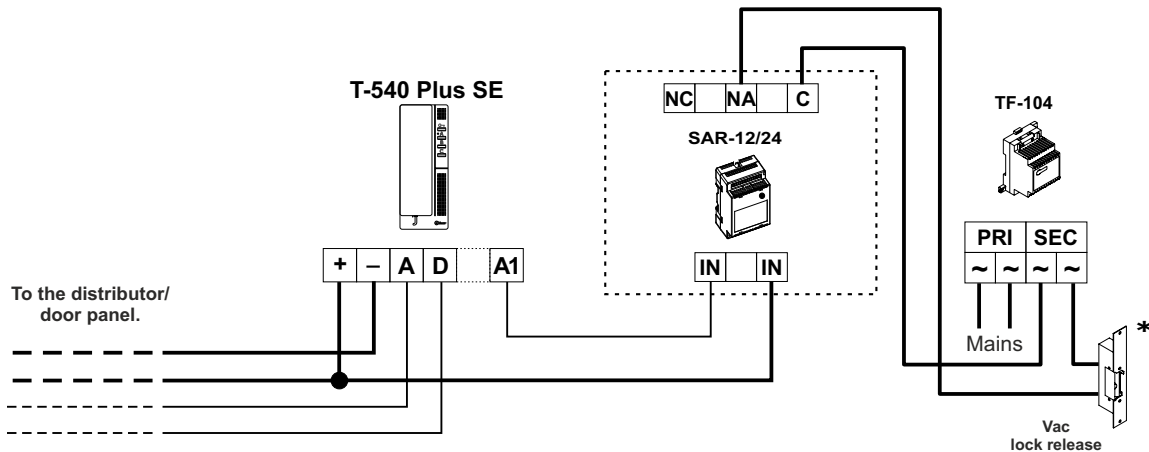 T-540 Plus SE
NC NA C
SAR-12/24
TF-104
PRI SEC
~ ~ ~ ~
+ – A D A1
IN IN
To the distributor/
door panel.
Mains
*
Vac
lock release